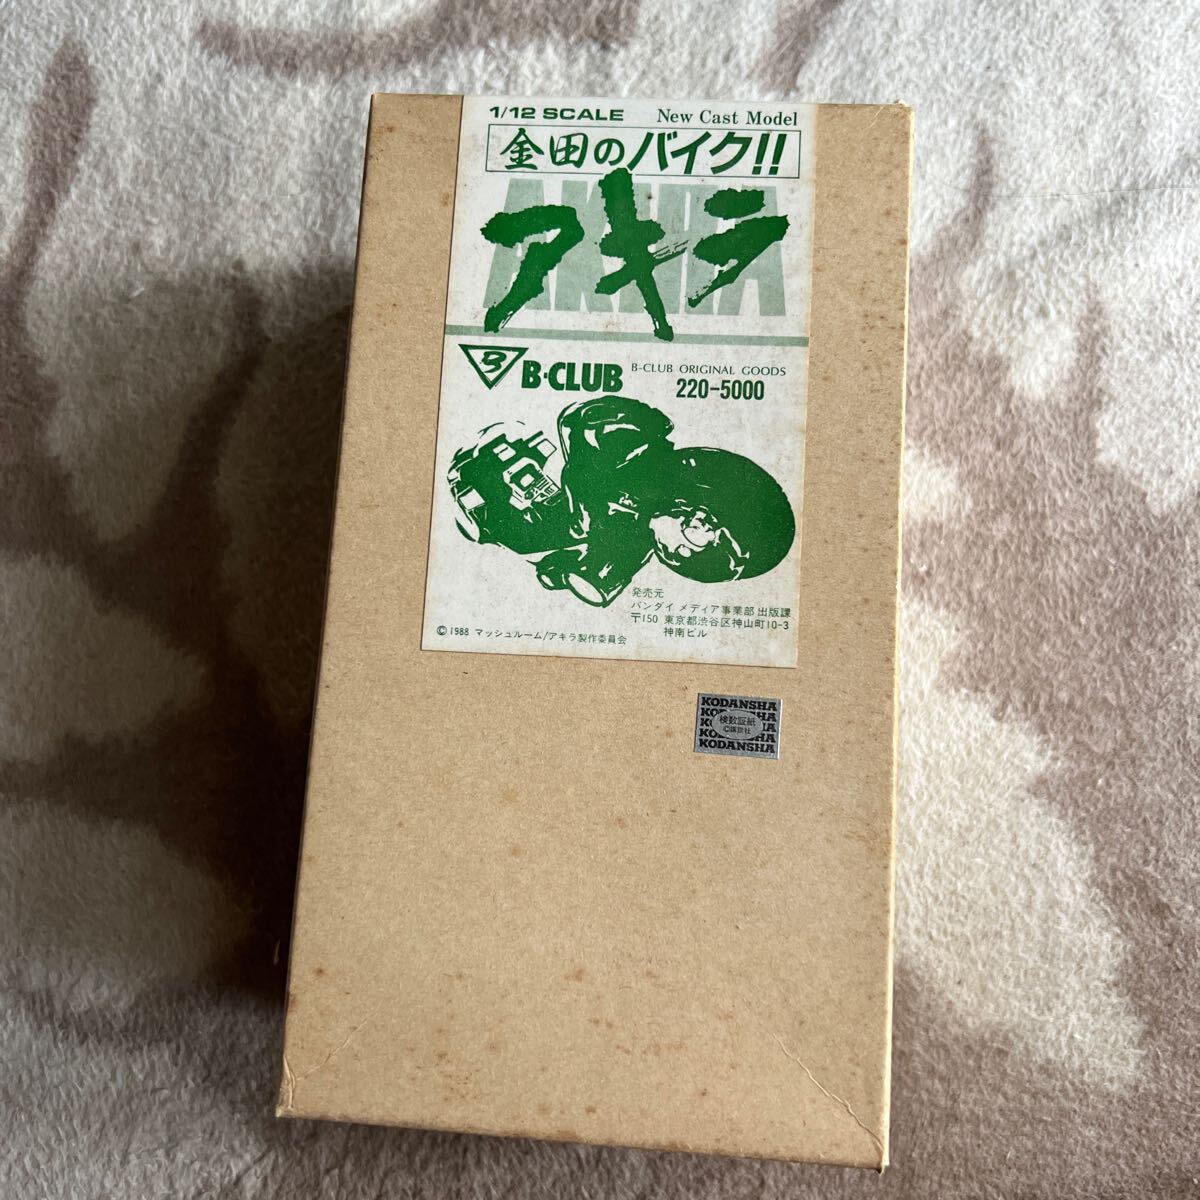 1/12 SCALE New Cast Model
金田のバイク!!
AKIRA
アキラ
B B・CLUB
B-CLUB ORIGINAL GOODS
220-5000
発売元
バンダイ メディア事業部 出版課
〒150 東京都渋谷区神山町10-3
神南ビル
©1988 マッシュルーム/アキラ製作委員会
KODANSHA
検数証紙
©講談社
KODANSHA